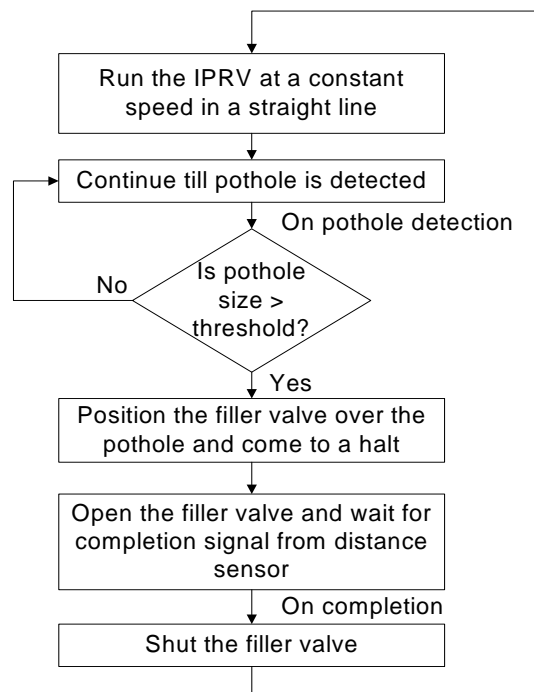 Run the IPRV at a constant
speed in a straight line
Continue till pothole is detected
On pothole detection
No
Is pothole
size >
threshold?
Yes
Position the filler valve over the
pothole and come to a halt
Open the filler valve and wait for
completion signal from distance
sensor
On completion
Shut the filler valve